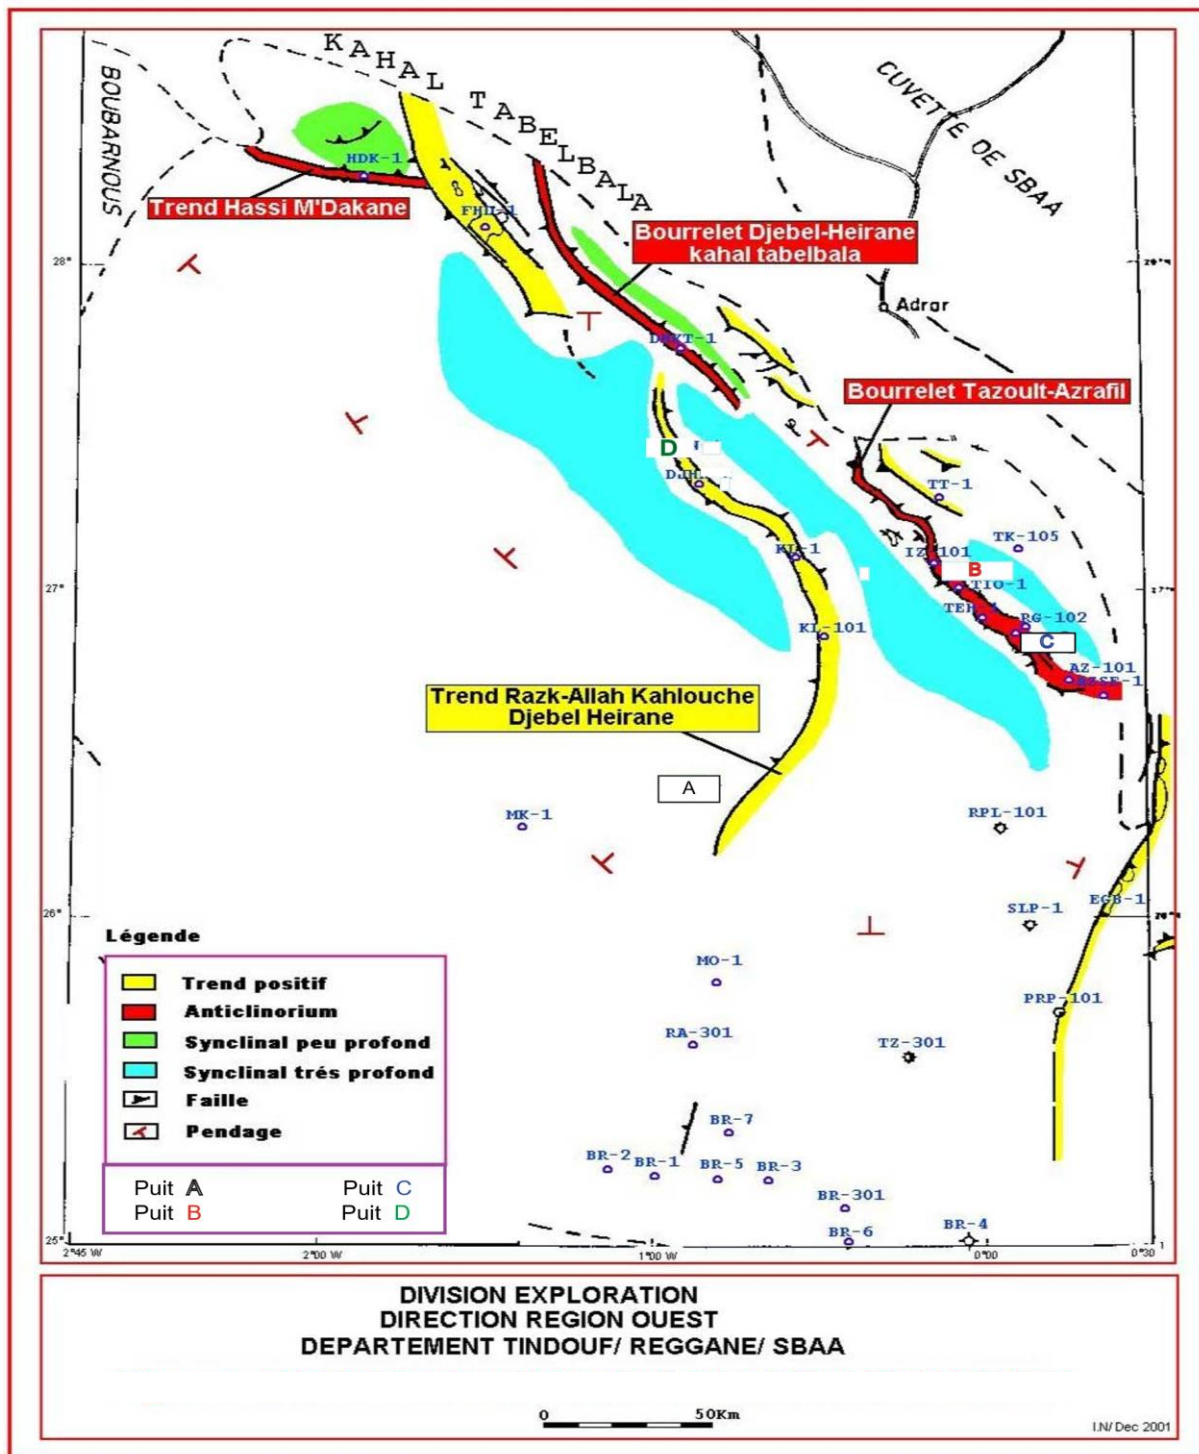 KAHAL TABELBALA
BOUBARNOUS
CUVETTE DE SBAA
HDK-1
Trend Hassi M'Dakane
Bourrelet Djebel-Heirane
kahal tabelbala
28°
Adrar
Bourrelet Tazoult-Azrafil
D
TT-1
TK-105
KL-1
B
27°
TIO-1
RG-102
KL-101
C
AZ-101
Trend Razk-Allah Kahlouche
Djebel Heirane
A
MK-1
RPL-101
26°
SLP-1
EGB-1
MO-1
PRP-101
RA-301
TZ-301
BR-7
BR-2
BR-1
BR-5
BR-3
BR-301
BR-6
BR-4
Légende
Trend positif
Anticlinorium
Synclinal peu profond
Synclinal trés profond
Faille
Pendage
Puit A Puit C
Puit B Puit D
25°
2°45 W 2°00 W 1°00 W 0°00 0°30
DIVISION EXPLORATION
DIRECTION REGION OUEST
DEPARTEMENT TINDOUF/ REGGANE/ SBAA
0 50Km
I.N/ Dec 2001